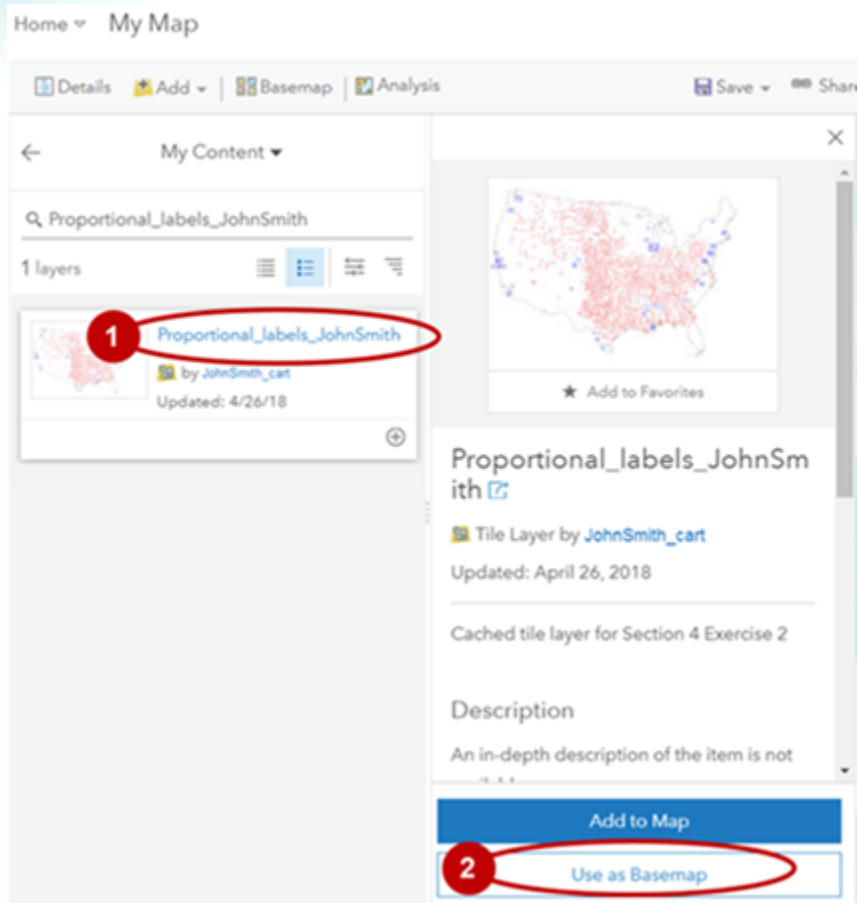 Home My Map
Details Add Basemap Analysis Save Share
My Content
Proportional_labels_JohnSmith
1 layers
1
Proportional_labels_JohnSmith
by JohnSmith_cart
Updated: 4/26/18
Add to Favorites
Proportional_labels_JohnSm
ith
Tile Layer by JohnSmith_cart
Updated: April 26, 2018
Cached tile layer for Section 4 Exercise 2
Description
An in-depth description of the item is not
Add to Map
2 Use as Basemap